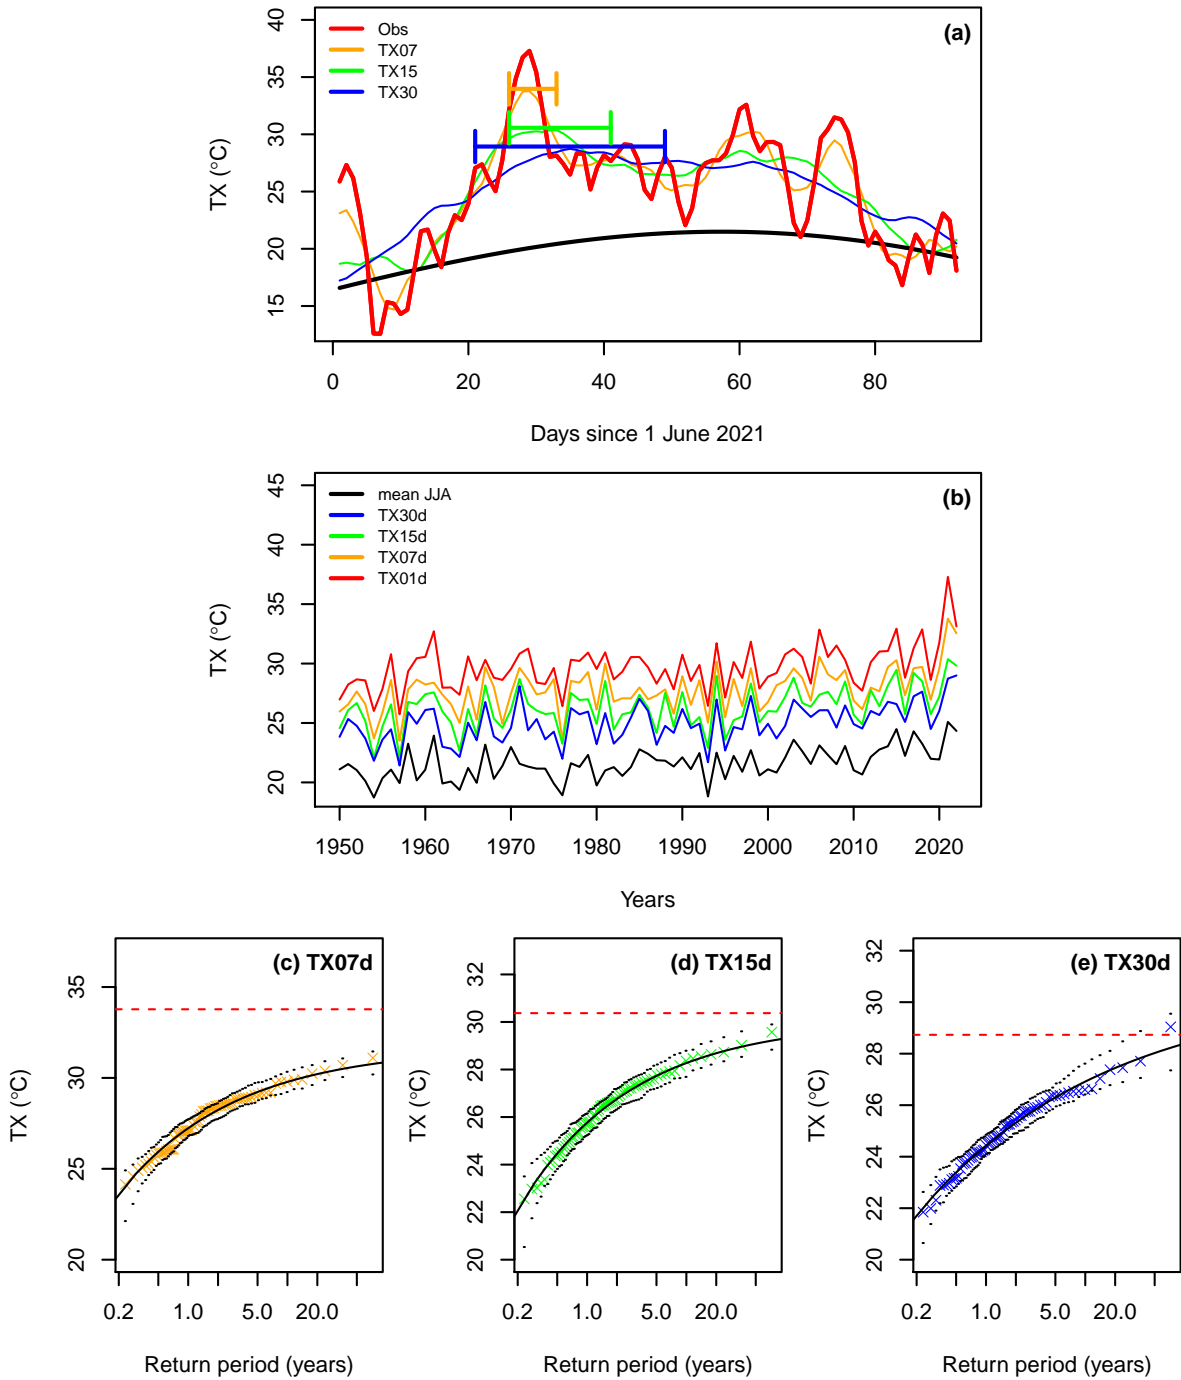 (a)
Obs
TX07
TX15
TX30
TX (°C)
40
35
30
25
20
15
0 20 40 60 80
Days since 1 June 2021
(b)
mean JJA
TX30d
TX15d
TX07d
TX01d
TX (°C)
45
40
35
30
25
20
1950 1960 1970 1980 1990 2000 2010 2020
Years
(c) TX07d
TX (°C)
35
30
25
20
0.2 1.0 5.0 20.0
Return period (years)
(d) TX15d
TX (°C)
32
30
28
26
24
22
20
0.2 1.0 5.0 20.0
Return period (years)
(e) TX30d
TX (°C)
32
30
28
26
24
22
20
0.2 1.0 5.0 20.0
Return period (years)